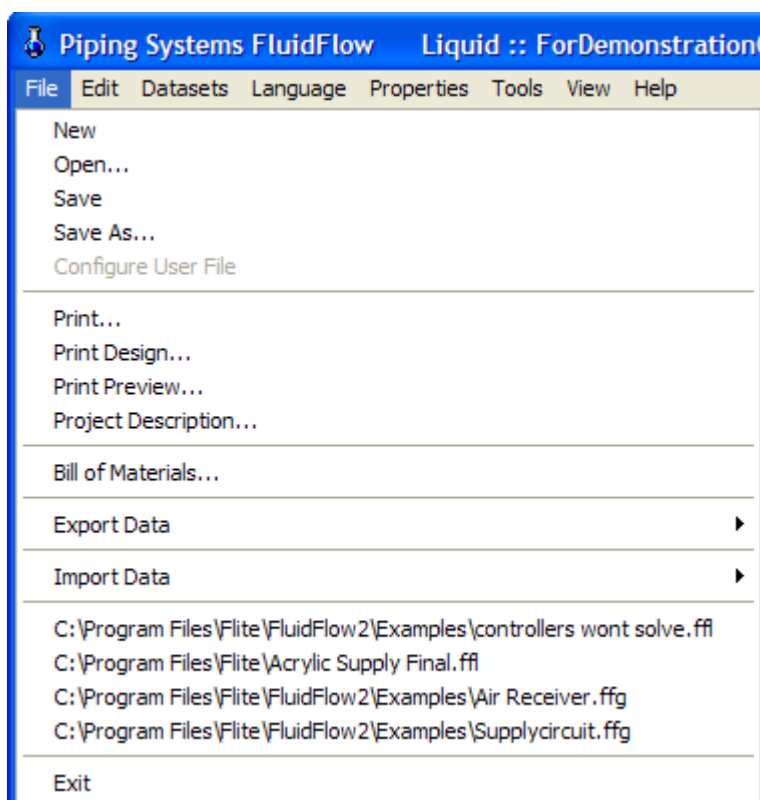 Piping Systems FluidFlow Liquid :: ForDemonstration
File Edit Datasets Language Properties Tools View Help
New
Open...
Save
Save As...
Configure User File
Print...
Print Design...
Print Preview...
Project Description...
Bill of Materials...
Export Data
Import Data
C:\Program Files\Flite\FluidFlow2\Examples\controllers wont solve.ffl
C:\Program Files\Flite\Acrylic Supply Final.ffl
C:\Program Files\Flite\FluidFlow2\Examples\Air Receiver.ffg
C:\Program Files\Flite\FluidFlow2\Examples\Supplycircuit.ffg
Exit